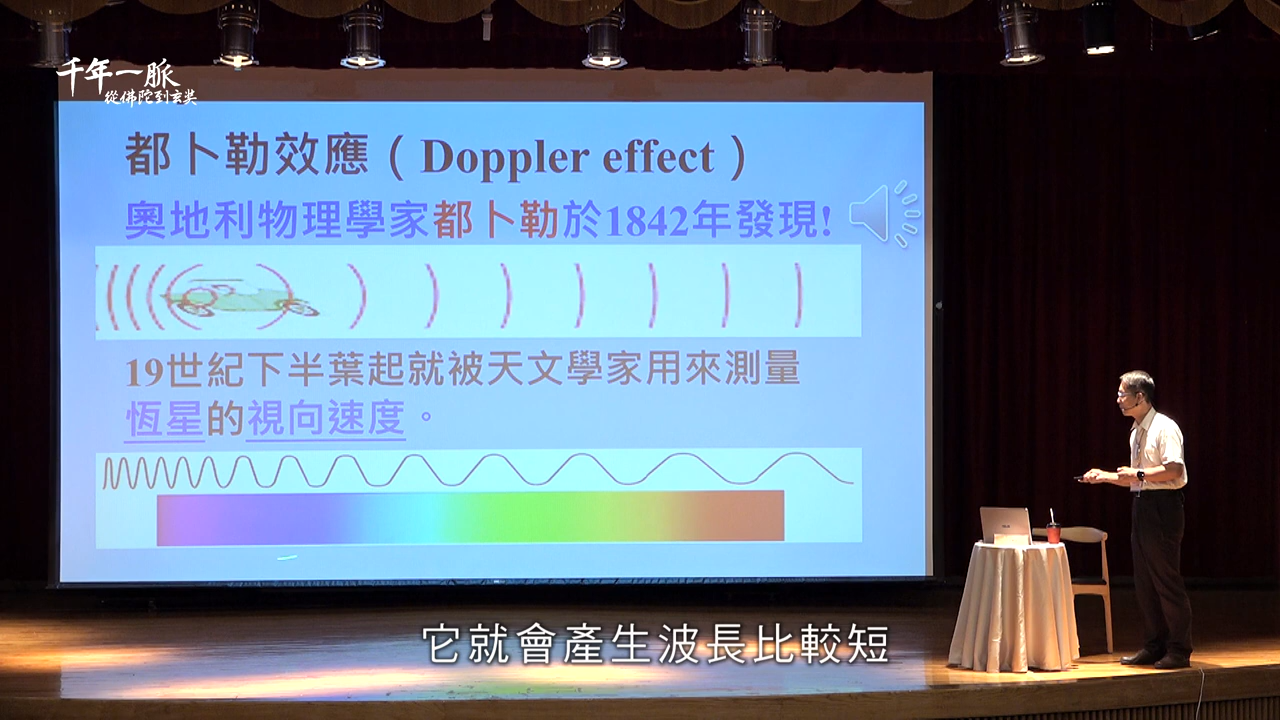 千年一脈
從佛陀到玄奘
都卜勒效應（Doppler effect）
奧地利物理學家都卜勒於1842年發現!
19世紀下半葉起就被天文學家用來測量
恆星的視向速度。
它就會產生波長比較短